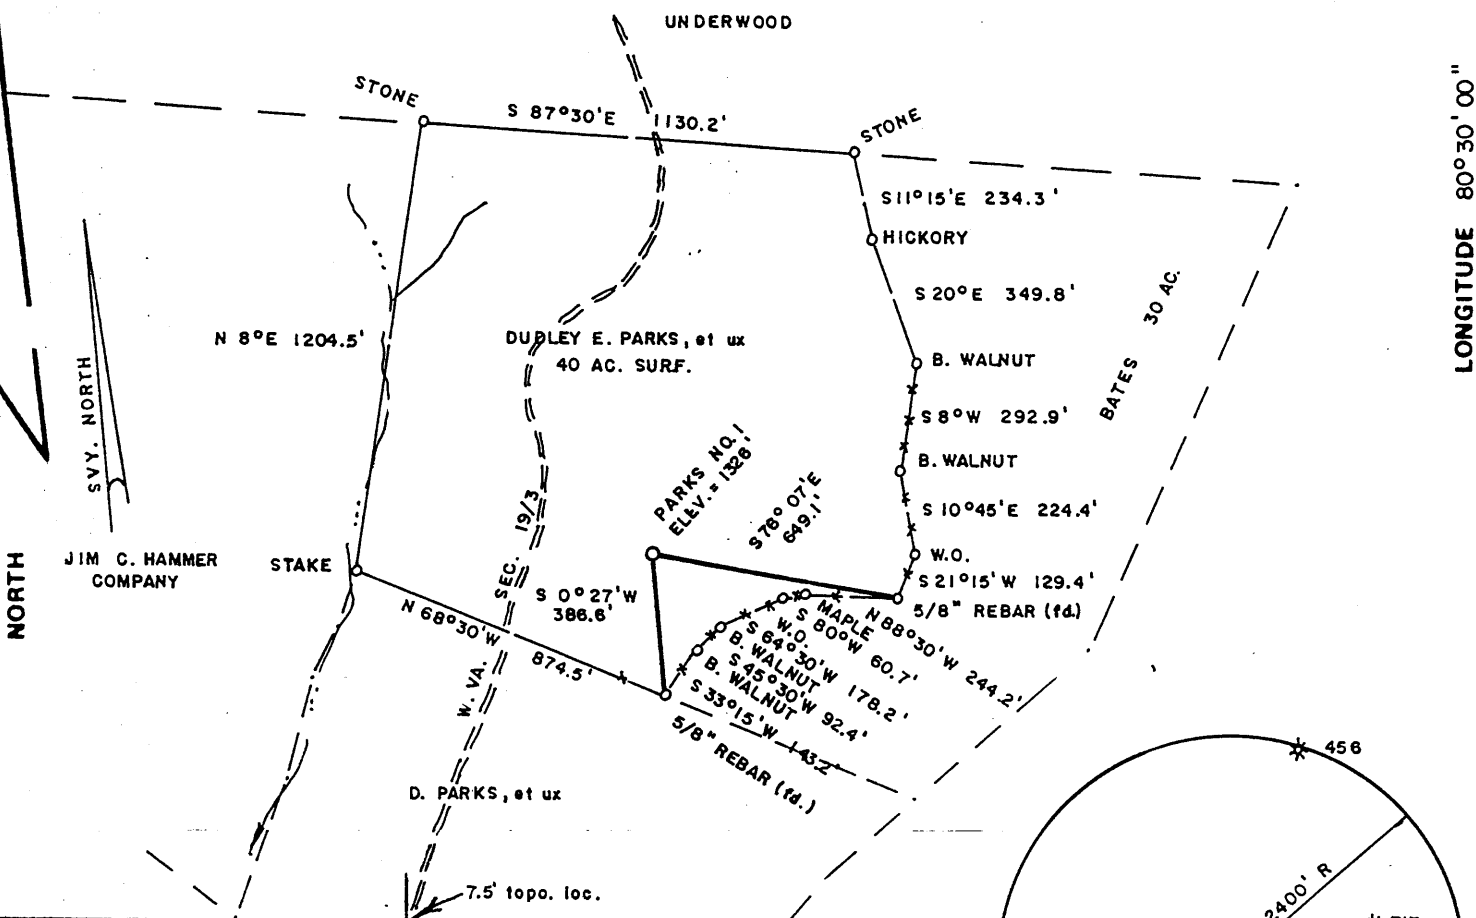 UNDERWOOD
STONE
S 87°30'E 1130.2'
STONE
LONGITUDE 80°30'00"
S11°15'E 234.3'
HICKORY
S 20°E 349.8'
BATES 30 AC.
N 8°E 1204.5'
DUDLEY E. PARKS, et ux
40 AC. SURF.
B. WALNUT
SVY. NORTH
S 8°W 292.9'
B. WALNUT
PARKS NO. 1
ELEV. = 1326'
S 76° 07'E
649.1'
SEC. 19/3
S 10°45'E 224.4'
JIM C. HAMMER
COMPANY
NORTH
STAKE
W.O.
S 21°15'W 129.4'
5/8" REBAR (fd.)
S 0°27'W
386.6'
N 68°30'W 874.5'
N 88°30'W 244.2'
MAPLE
S 80°W 60.7'
W.O.
S 64°30'W 178.2'
B. WALNUT
S 45°30'W 92.4'
B. WALNUT
S 33°15'W 143.2'
5/8" REBAR (fd.)
W. VA.
D. PARKS, et ux
7.5' topo. loc.
456
2400' R